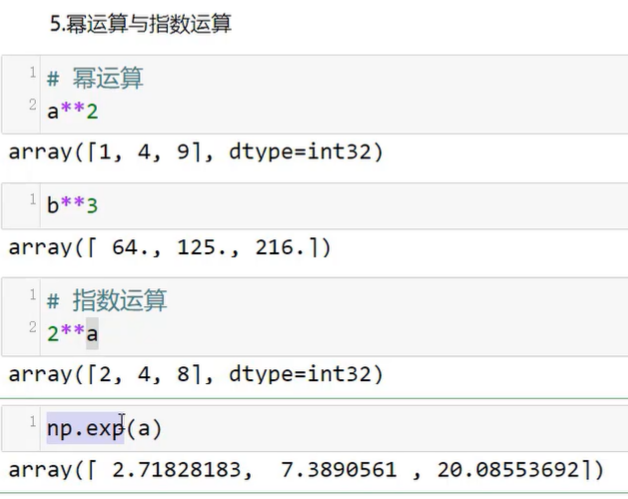 5.幂运算与指数运算
1 # 幂运算
2 a**2
array([1, 4, 9], dtype=int32)
1 b**3
array([ 64., 125., 216.])
1 # 指数运算
2 2**a
array([2, 4, 8], dtype=int32)
1 np.exp(a)
array([ 2.71828183,  7.3890561 , 20.08553692])